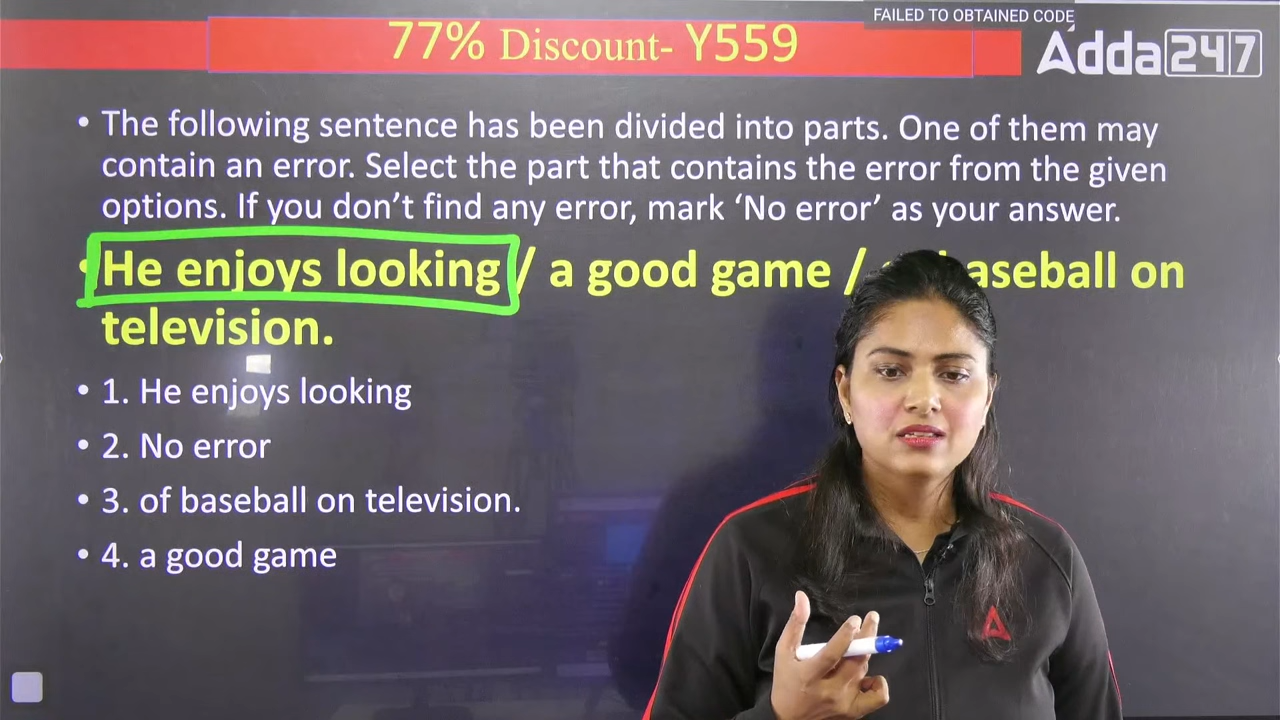 FAILED TO OBTAINED CODE
77% Discount- Y559
Adda247
• The following sentence has been divided into parts. One of them may
contain an error. Select the part that contains the error from the given
options. If you don’t find any error, mark ‘No error’ as your answer.
• He enjoys looking / a good game / baseball on
television.
• 1. He enjoys looking
• 2. No error
• 3. of baseball on television.
• 4. a good game